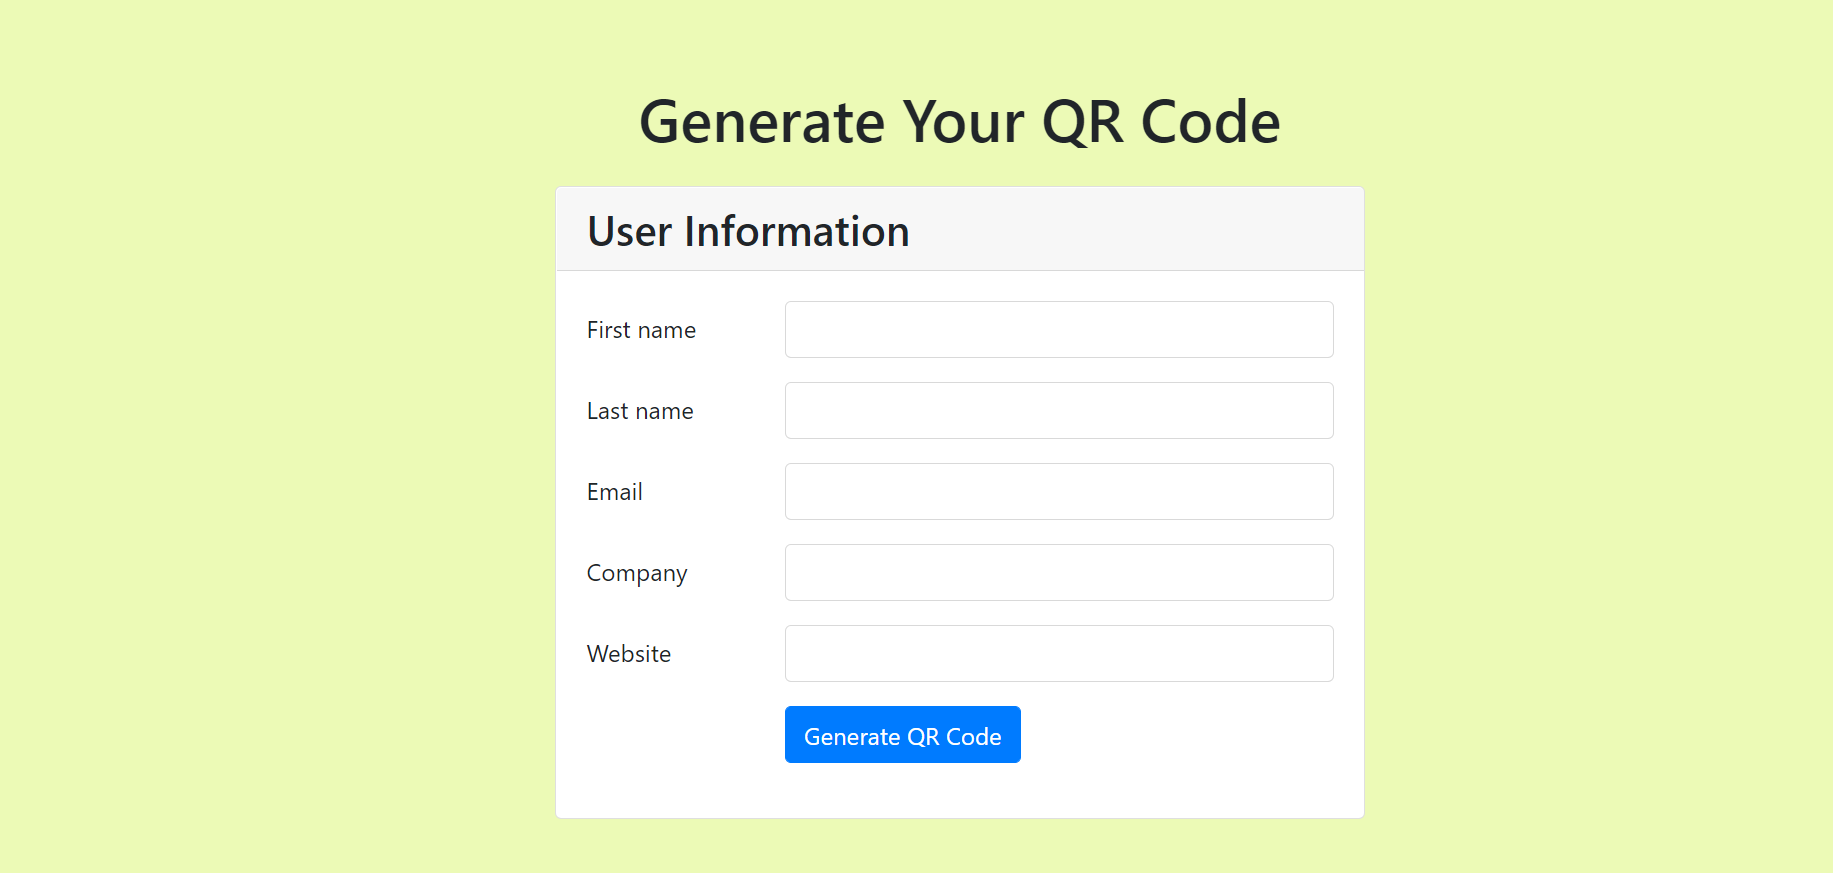 Generate Your QR Code
User Information
First name
Last name
Email
Company
Website
Generate QR Code